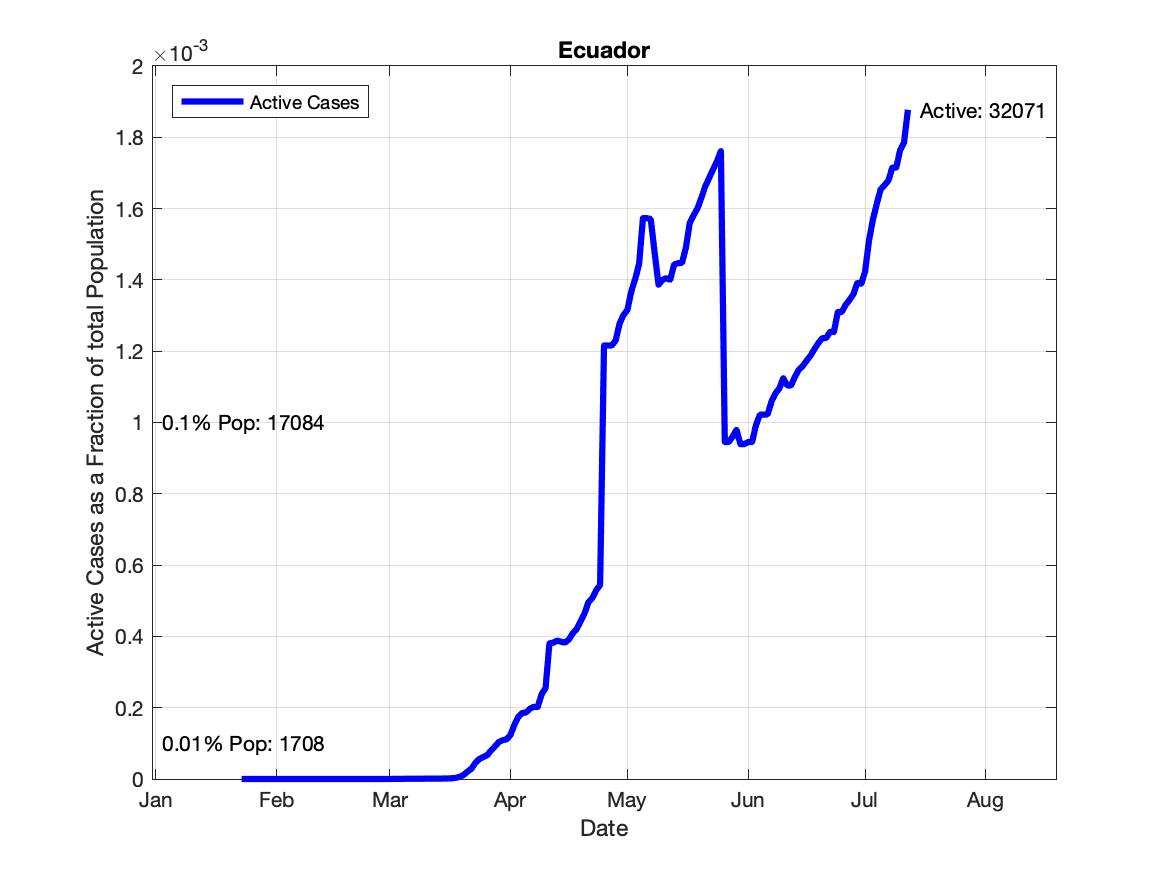 Ecuador
×10-3
Active Cases
Active: 32071
2
1.8
1.6
1.4
1.2
1
0.1% Pop: 17084
0.8
0.6
0.4
0.2
0.01% Pop: 1708
0
Active Cases as a Fraction of total Population
Jan Feb Mar Apr May Jun Jul Aug
Date